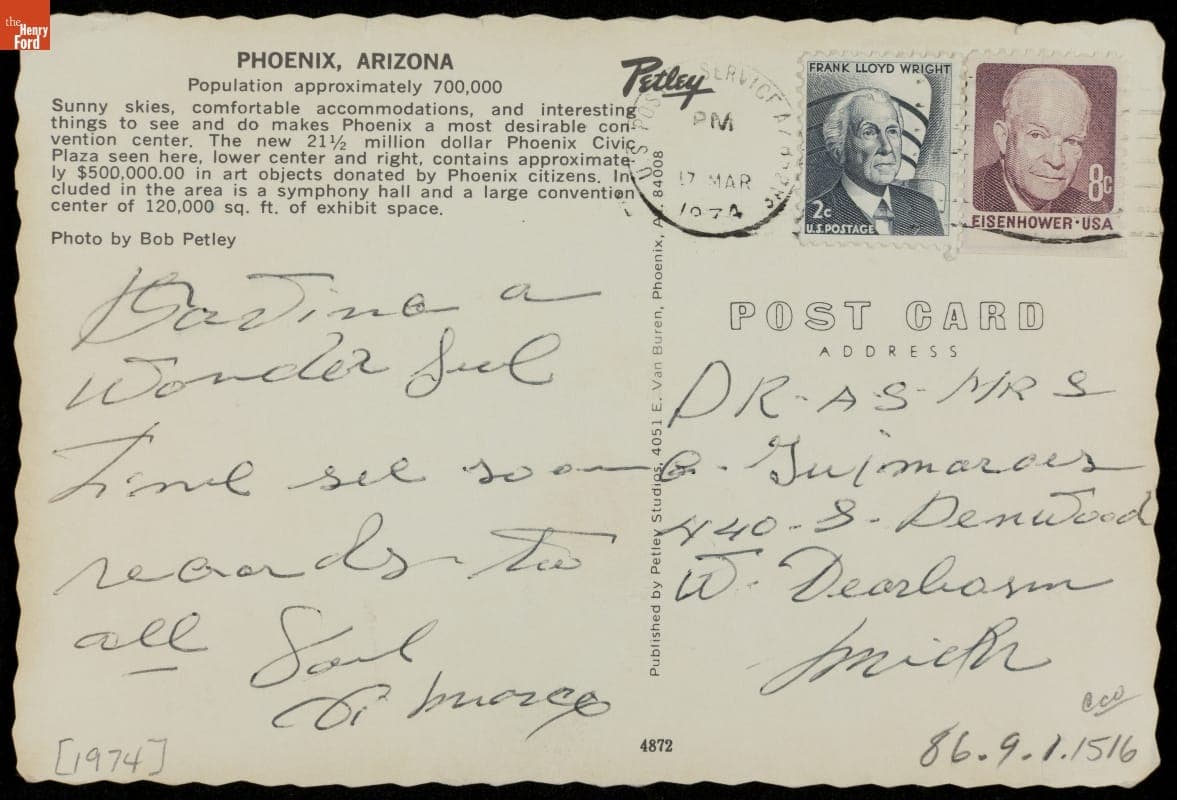 the
Henry
Ford
PHOENIX, ARIZONA
Population approximately 700,000
Sunny skies, comfortable accommodations, and interesting
things to see and do makes Phoenix a most desirable con-
vention center. The new 21½ million dollar Phoenix Civic
Plaza seen here, lower center and right, contains approximate-
ly $500,000.00 in art objects donated by Phoenix citizens. In-
cluded in the area is a symphony hall and a large convention
center of 120,000 sq. ft. of exhibit space.
Photo by Bob Petley
Having a
Wonder ful
Time see soon
regards to
all
[1974]
Petley
U.S. POSTAL SERVICE AZ
PM
17 MAR
1974
FRANK LLOYD WRIGHT
2c
U.S. POSTAGE
8c
EISENHOWER·USA
Published by Petley Studios, 4051 E. Van Buren, Phoenix, Az. 84008
POST CARD
ADDRESS
DR-A-S-MRS
G. Guimaraes
440-S-Denwood
W. Dearborn
Mich
4872
86.9.1.1516